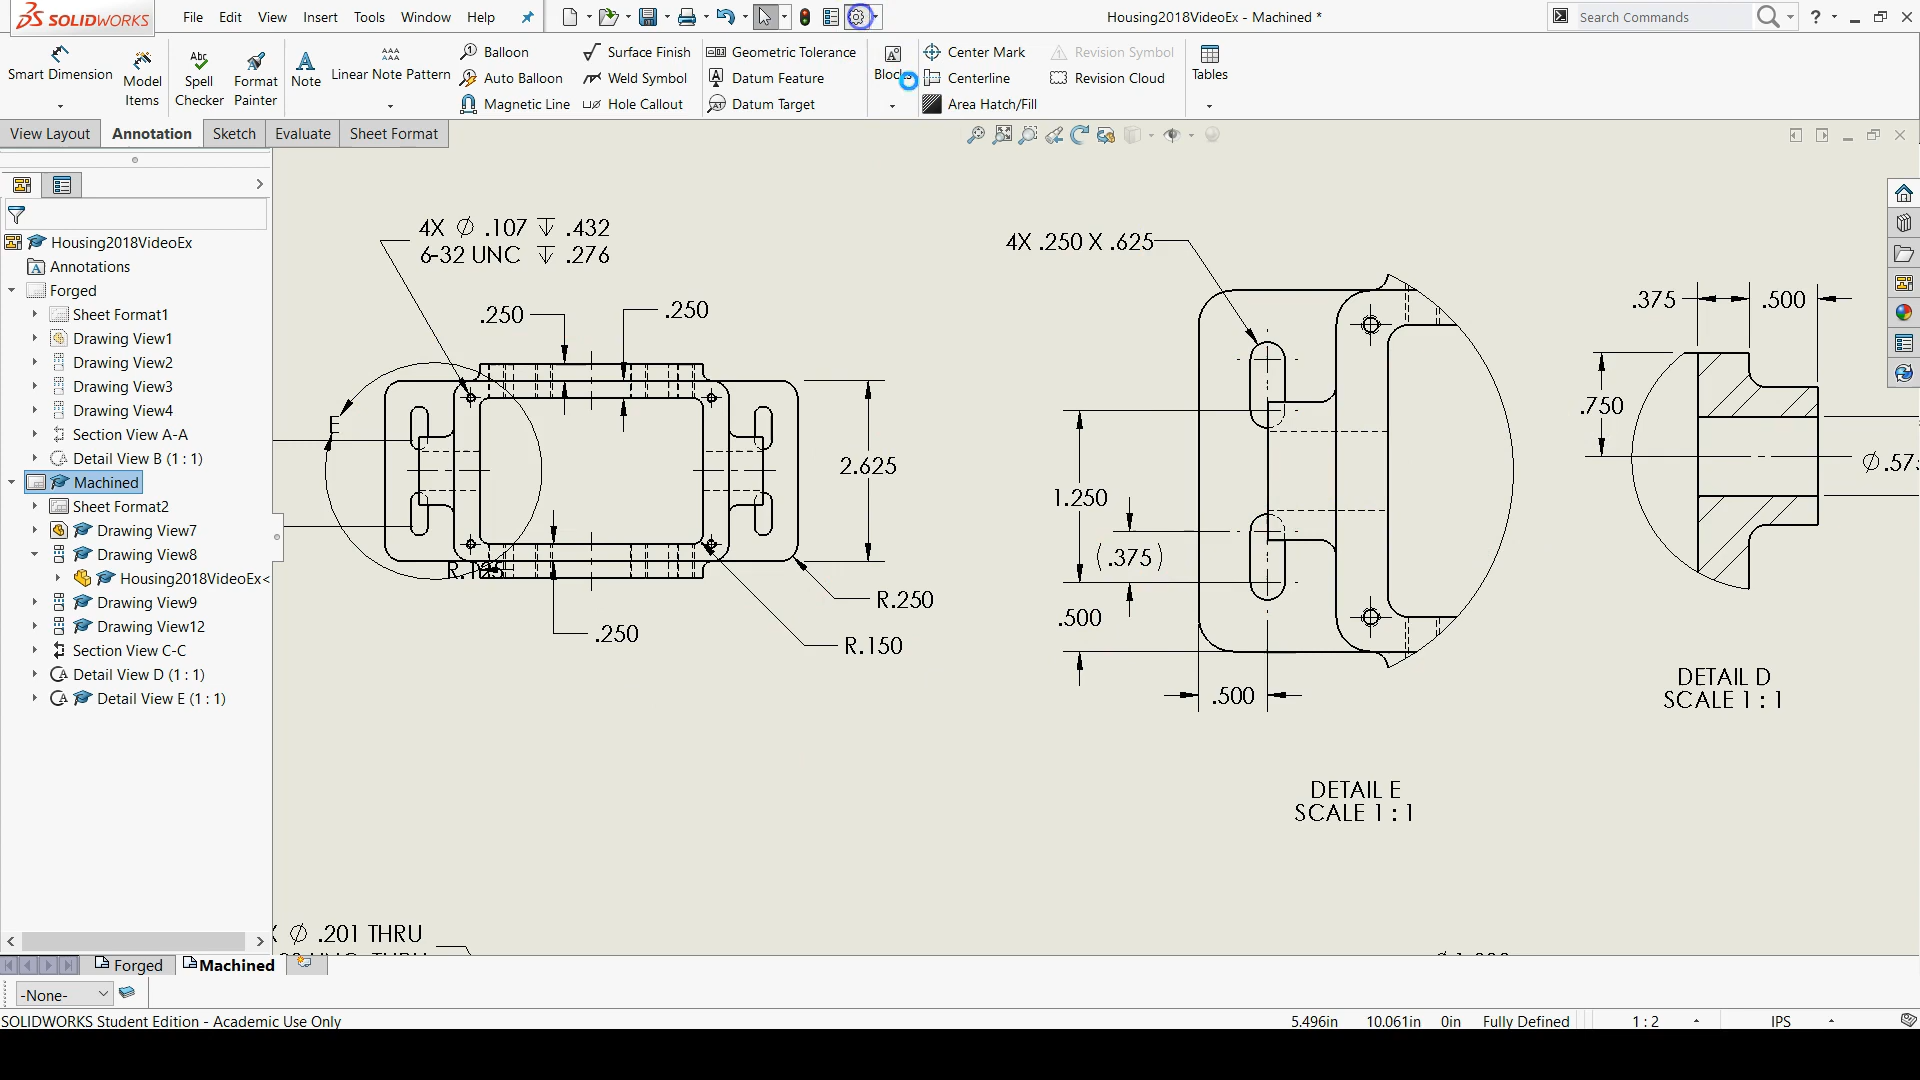 SOLIDWORKS
File Edit View Insert Tools Window Help
Housing2018VideoEx - Machined *
Search Commands
Smart Dimension
Model Items
Spell Checker
Format Painter
Note
Linear Note Pattern
Balloon
Auto Balloon
Magnetic Line
Surface Finish
Weld Symbol
Hole Callout
Geometric Tolerance
Datum Feature
Datum Target
Blocks
Center Mark
Centerline
Area Hatch/Fill
Revision Symbol
Revision Cloud
Tables
View Layout Annotation Sketch Evaluate Sheet Format
Housing2018VideoEx
Annotations
Forged
Sheet Format1
Drawing View1
Drawing View2
Drawing View3
Drawing View4
Section View A-A
Detail View B (1 : 1)
Machined
Sheet Format2
Drawing View7
Drawing View8
Housing2018VideoEx<
Drawing View9
Drawing View12
Section View C-C
Detail View D (1 : 1)
Detail View E (1 : 1)
4X ∅ .107 ↧ .432
6-32 UNC ↧ .276
.250
.250
E
2.625
R.125
R.250
.250
R.150
4X .250 X .625
1.250
(.375)
.500
.500
DETAIL E
SCALE 1 : 1
.375
.500
.750
∅ .57
DETAIL D
SCALE 1 : 1
X ∅ .201 THRU
Forged
Machined
-None-
SOLIDWORKS Student Edition - Academic Use Only
5.496in 10.061in 0in Fully Defined 1 : 2 IPS